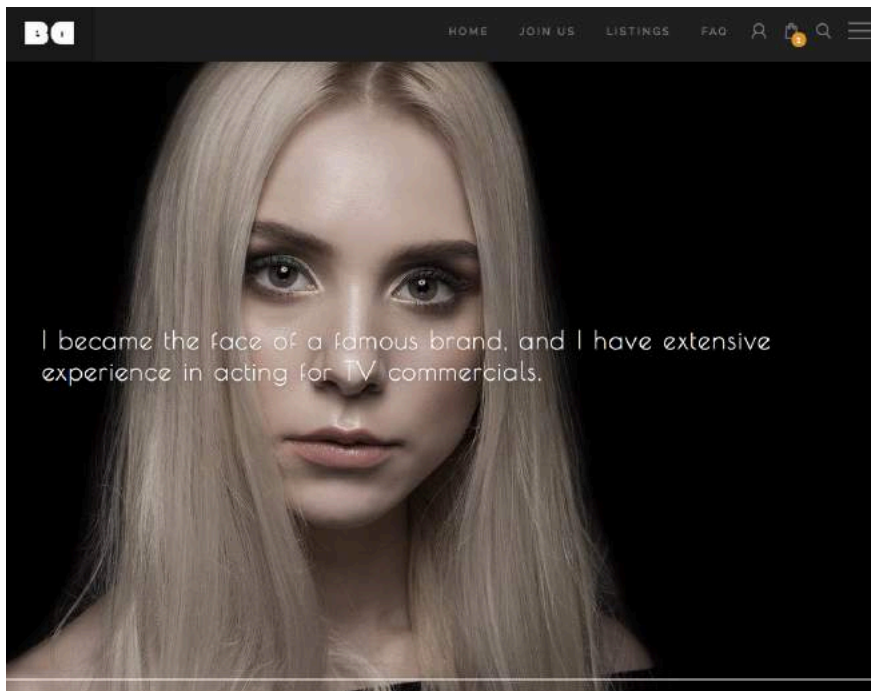 HOME JOIN US LISTINGS FAQ
I became the face of a famous brand, and I have extensive
experience in acting for TV commercials.